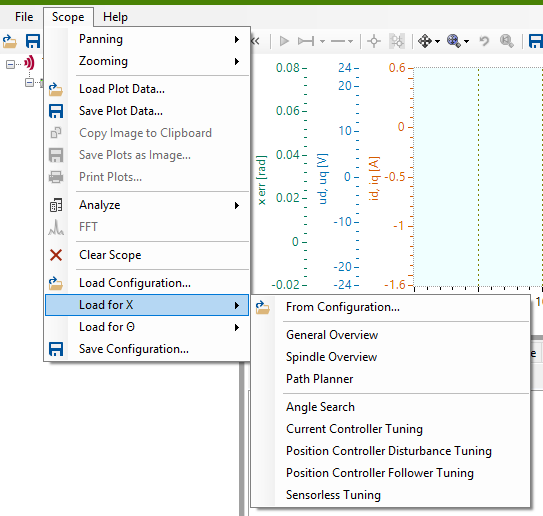 File Scope Help
Panning
Zooming
Load Plot Data...
Save Plot Data...
Copy Image to Clipboard
Save Plots as Image...
Print Plots...
Analyze
FFT
Clear Scope
Load Configuration...
Load for X
Load for Θ
Save Configuration...
From Configuration...
General Overview
Spindle Overview
Path Planner
Angle Search
Current Controller Tuning
Position Controller Disturbance Tuning
Position Controller Follower Tuning
Sensorless Tuning
x err [rad]
0.08
0.06
0.04
0.02
0
-0.02
ud, uq [V]
24
20
10
0
-10
-20
-24
id, iq [A]
0.6
0
-0.5
-1
-1.6